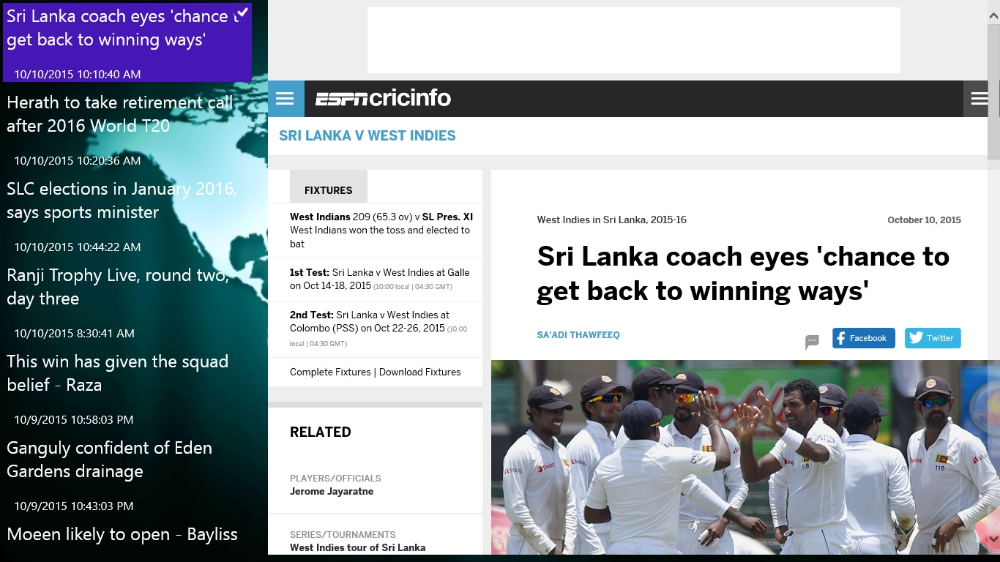 Sri Lanka coach eyes 'chance t
get back to winning ways'
10/10/2015 10:10:40 AM
Herath to take retirement call
after 2016 World T20
10/10/2015 10:20:36 AM
SLC elections in January 2016,
says sports minister
10/10/2015 10:44:22 AM
Ranji Trophy Live, round two,
day three
10/10/2015 8:30:41 AM
This win has given the squad
belief - Raza
10/9/2015 10:58:03 PM
Ganguly confident of Eden
Gardens drainage
10/9/2015 10:43:03 PM
Moeen likely to open - Bayliss
ESPN cricinfo
SRI LANKA V WEST INDIES
FIXTURES
West Indians 209 (65.3 ov) v SL Pres. XI
West Indians won the toss and elected to
bat
1st Test: Sri Lanka v West Indies at Galle
on Oct 14-18, 2015 (10:00 local | 04:30 GMT)
2nd Test: Sri Lanka v West Indies at
Colombo (PSS) on Oct 22-26, 2015 (10:00
local | 04:30 GMT)
Complete Fixtures | Download Fixtures
RELATED
PLAYERS/OFFICIALS
Jerome Jayaratne
SERIES/TOURNAMENTS
West Indies tour of Sri Lanka
West Indies in Sri Lanka, 2015-16
October 10, 2015
Sri Lanka coach eyes 'chance to
get back to winning ways'
SA'ADI THAWFEEQ
Facebook
Twitter
Dialog
110
116